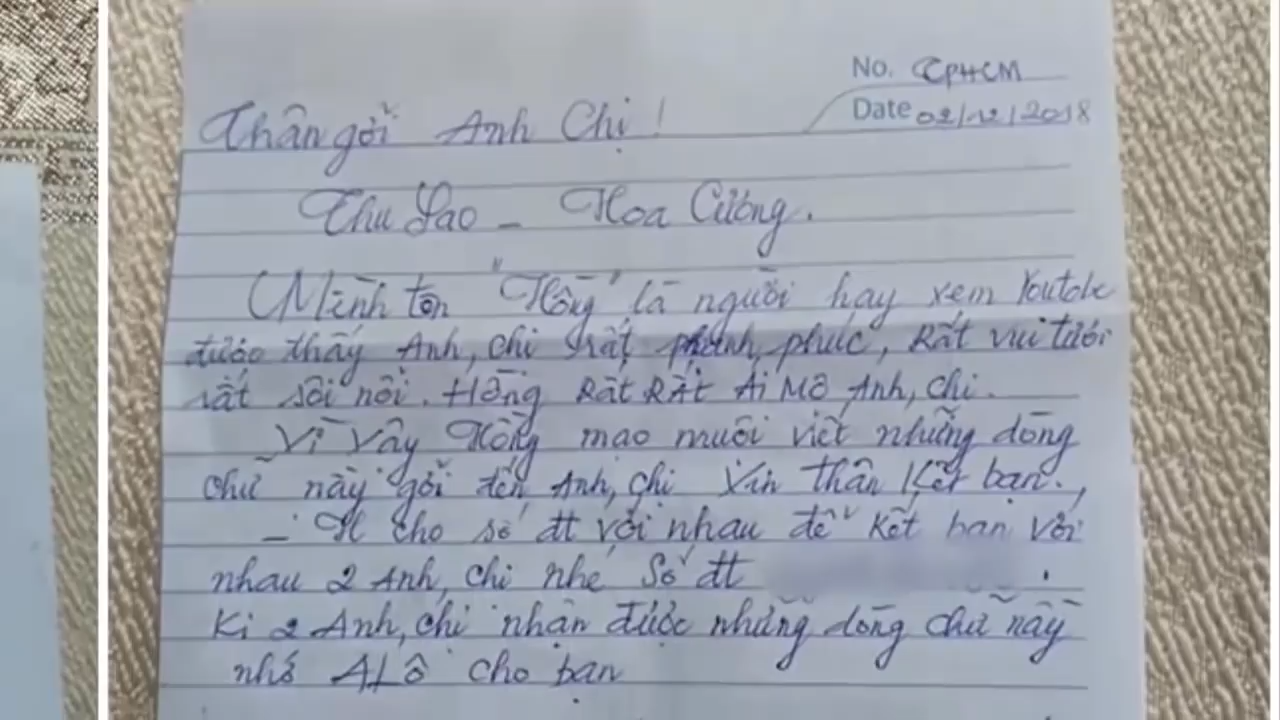 No. TPHCM
Date 02/12/2018
Thân gởi Anh Chị!
Thu Sao - Hoa Cương.
Mình tên "Hồng" là người hay xem Youtube
được thấy Anh, chị rất phanh phúc, Rất vui tươi
rất sôi nổi. Hồng Rất RẤt Ái Mộ Anh, chị.
Vì Vậy Hồng mạo muội viết những dòng
chữ này gởi đến Anh, chị Xin thân Kết bạn.,
- H cho số đt với nhau để kết bạn với
nhau 2 Anh, chị nhé số đt
Ki 2 Anh, chị nhận được những dòng chữ này
nhớ ALÔ cho bạn